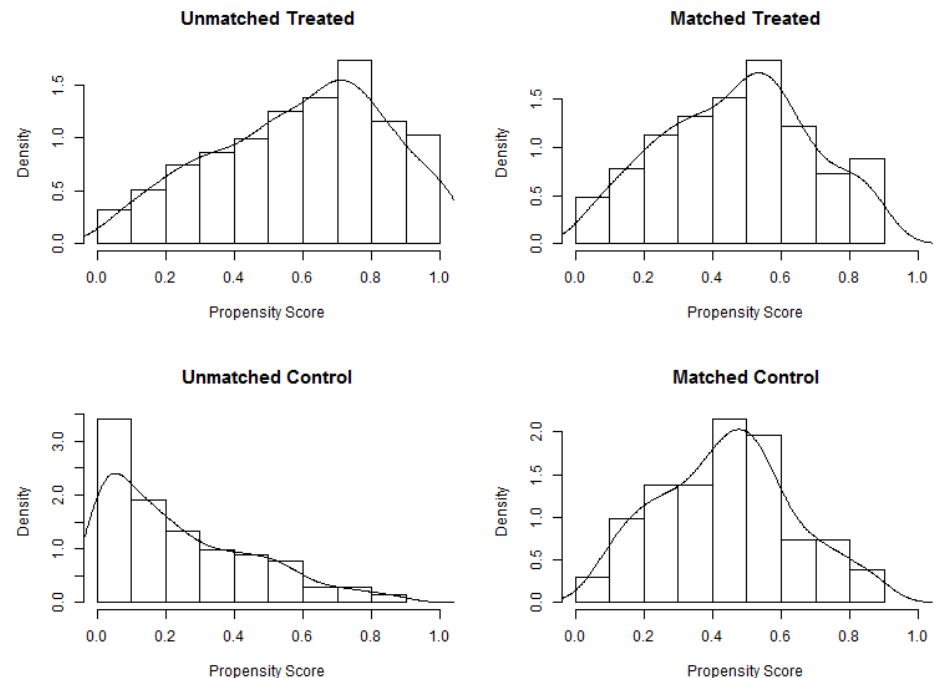 Unmatched Treated
Density
0.0 0.5 1.0 1.5
0.0 0.2 0.4 0.6 0.8 1.0
Propensity Score
Matched Treated
Density
0.0 0.5 1.0 1.5
0.0 0.2 0.4 0.6 0.8 1.0
Propensity Score
Unmatched Control
Density
0.0 1.0 2.0 3.0
0.0 0.2 0.4 0.6 0.8 1.0
Propensity Score
Matched Control
Density
0.0 0.5 1.0 1.5 2.0
0.0 0.2 0.4 0.6 0.8 1.0
Propensity Score